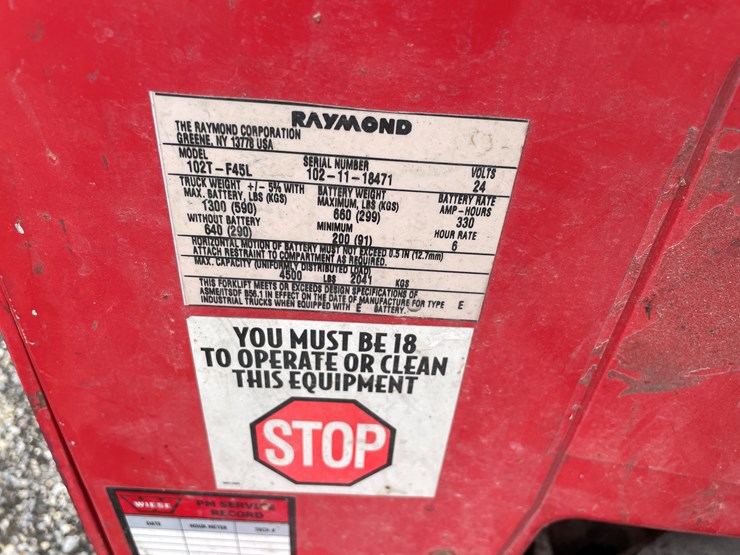 RAYMOND
THE RAYMOND CORPORATION
GREENE, NY 13778 USA
MODEL SERIAL NUMBER VOLTS
102T-F45L 102-11-18471 24
TRUCK WEIGHT +/- 5% WITH BATTERY WEIGHT BATTERY RATE
MAX. BATTERY, LBS (KGS) MAXIMUM, LBS (KGS) AMP-HOURS
1300 (590) 660 (299) 330
WITHOUT BATTERY MINIMUM HOUR RATE
640 (290) 200 (91) 6
HORIZONTAL MOTION OF BATTERY MUST NOT EXCEED 0.5 IN (12.7mm)
ATTACH RESTRAINT TO COMPARTMENT AS REQUIRED.
MAX. CAPACITY (UNIFORMLY DISTRIBUTED LOAD)
4500 LBS 2041 KGS
THIS FORKLIFT MEETS OR EXCEEDS DESIGN SPECIFICATIONS OF
ASME/ITSDF B56.1 IN EFFECT ON THE DATE OF MANUFACTURE FOR TYPE E
INDUSTRIAL TRUCKS WHEN EQUIPPED WITH E BATTERY.
YOU MUST BE 18
TO OPERATE OR CLEAN
THIS EQUIPMENT
STOP
WIESE PM SERVICE
RECORD
DATE HOUR METER TECH #